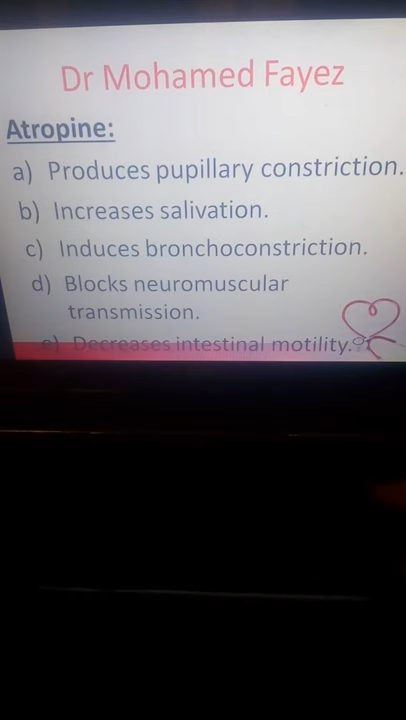 Dr Mohamed Fayez
Atropine:
a) Produces pupillary constriction.
b) Increases salivation.
c) Induces bronchoconstriction.
d) Blocks neuromuscular
transmission.
e) Decreases intestinal motility.